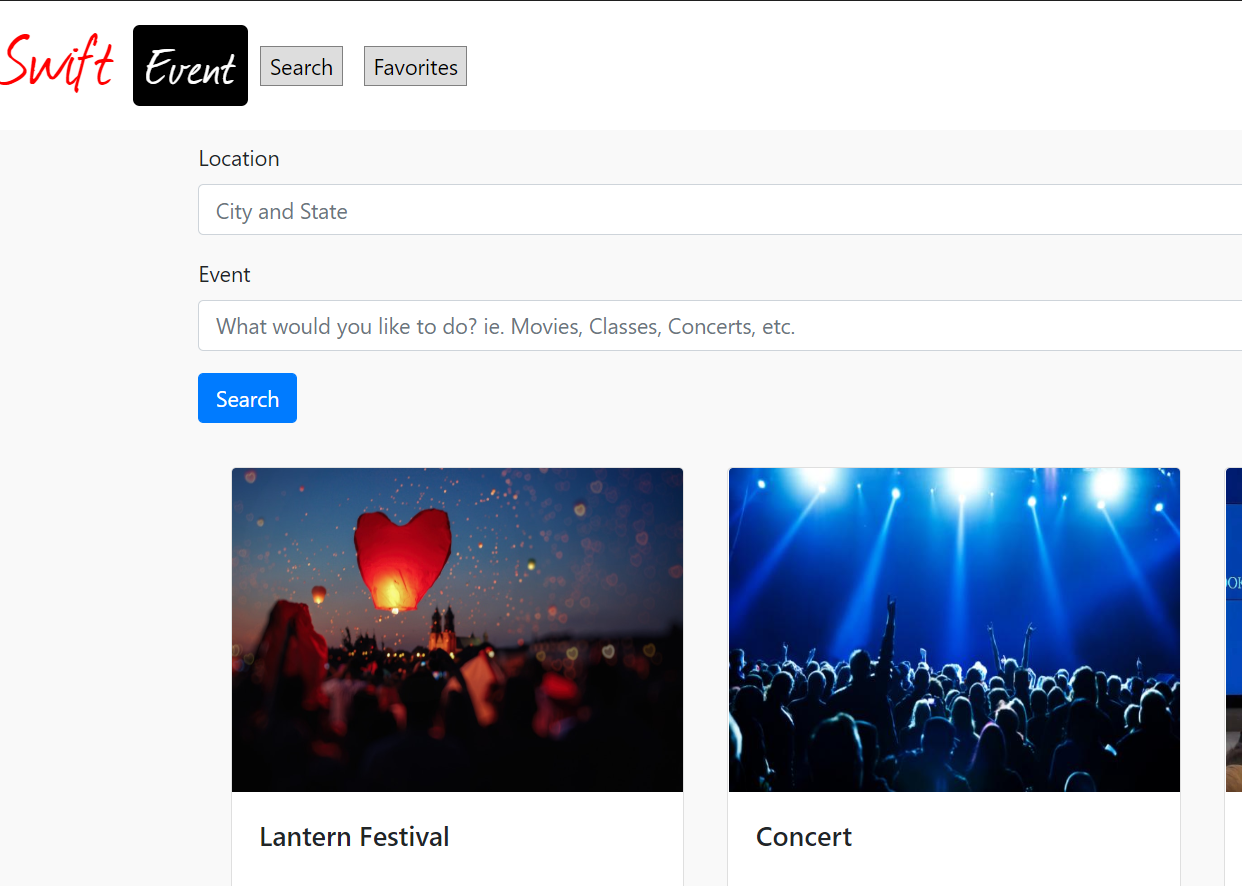 Swift Event Search Favorites
Location
City and State
Event
What would you like to do? ie. Movies, Classes, Concerts, etc.
Search
Lantern Festival
Concert